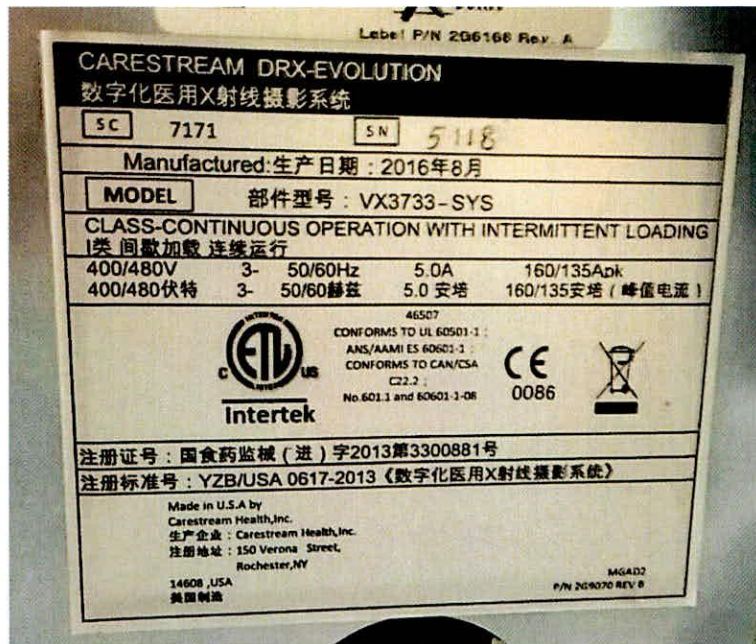 Label P/N 2G6168 Rev. A
CARESTREAM DRX-EVOLUTION
数字化医用X射线摄影系统
SC 7171 SN 5118
Manufactured:生产日期：2016年8月
MODEL 部件型号：VX3733-SYS
CLASS-CONTINUOUS OPERATION WITH INTERMITTENT LOADING
I类 间歇加载 连续运行
400/480V 3- 50/60Hz 5.0A 160/135Apk
400/480伏特 3- 50/60赫兹 5.0 安培 160/135安培（峰值电流）
46507
CONFORMS TO UL 60501-1 ;
ANS/AAMI ES 60601-1 ;
CONFORMS TO CAN/CSA
C22.2 ;
No.601.1 and 60601-1-08
INTERTEK
ETL
C US
INTERTEK
Intertek
CE
0086
注册证号：国食药监械（进）字2013第3300881号
注册标准号：YZB/USA 0617-2013《数字化医用X射线摄影系统》
Made in U.S.A by
Carestream Health,Inc.
生产企业：Carestream Health,Inc.
注册地址：150 Verona Street,
Rochester,NY
14608 ,USA
美国制造
MGAD2
P/N 2G9070 REV B